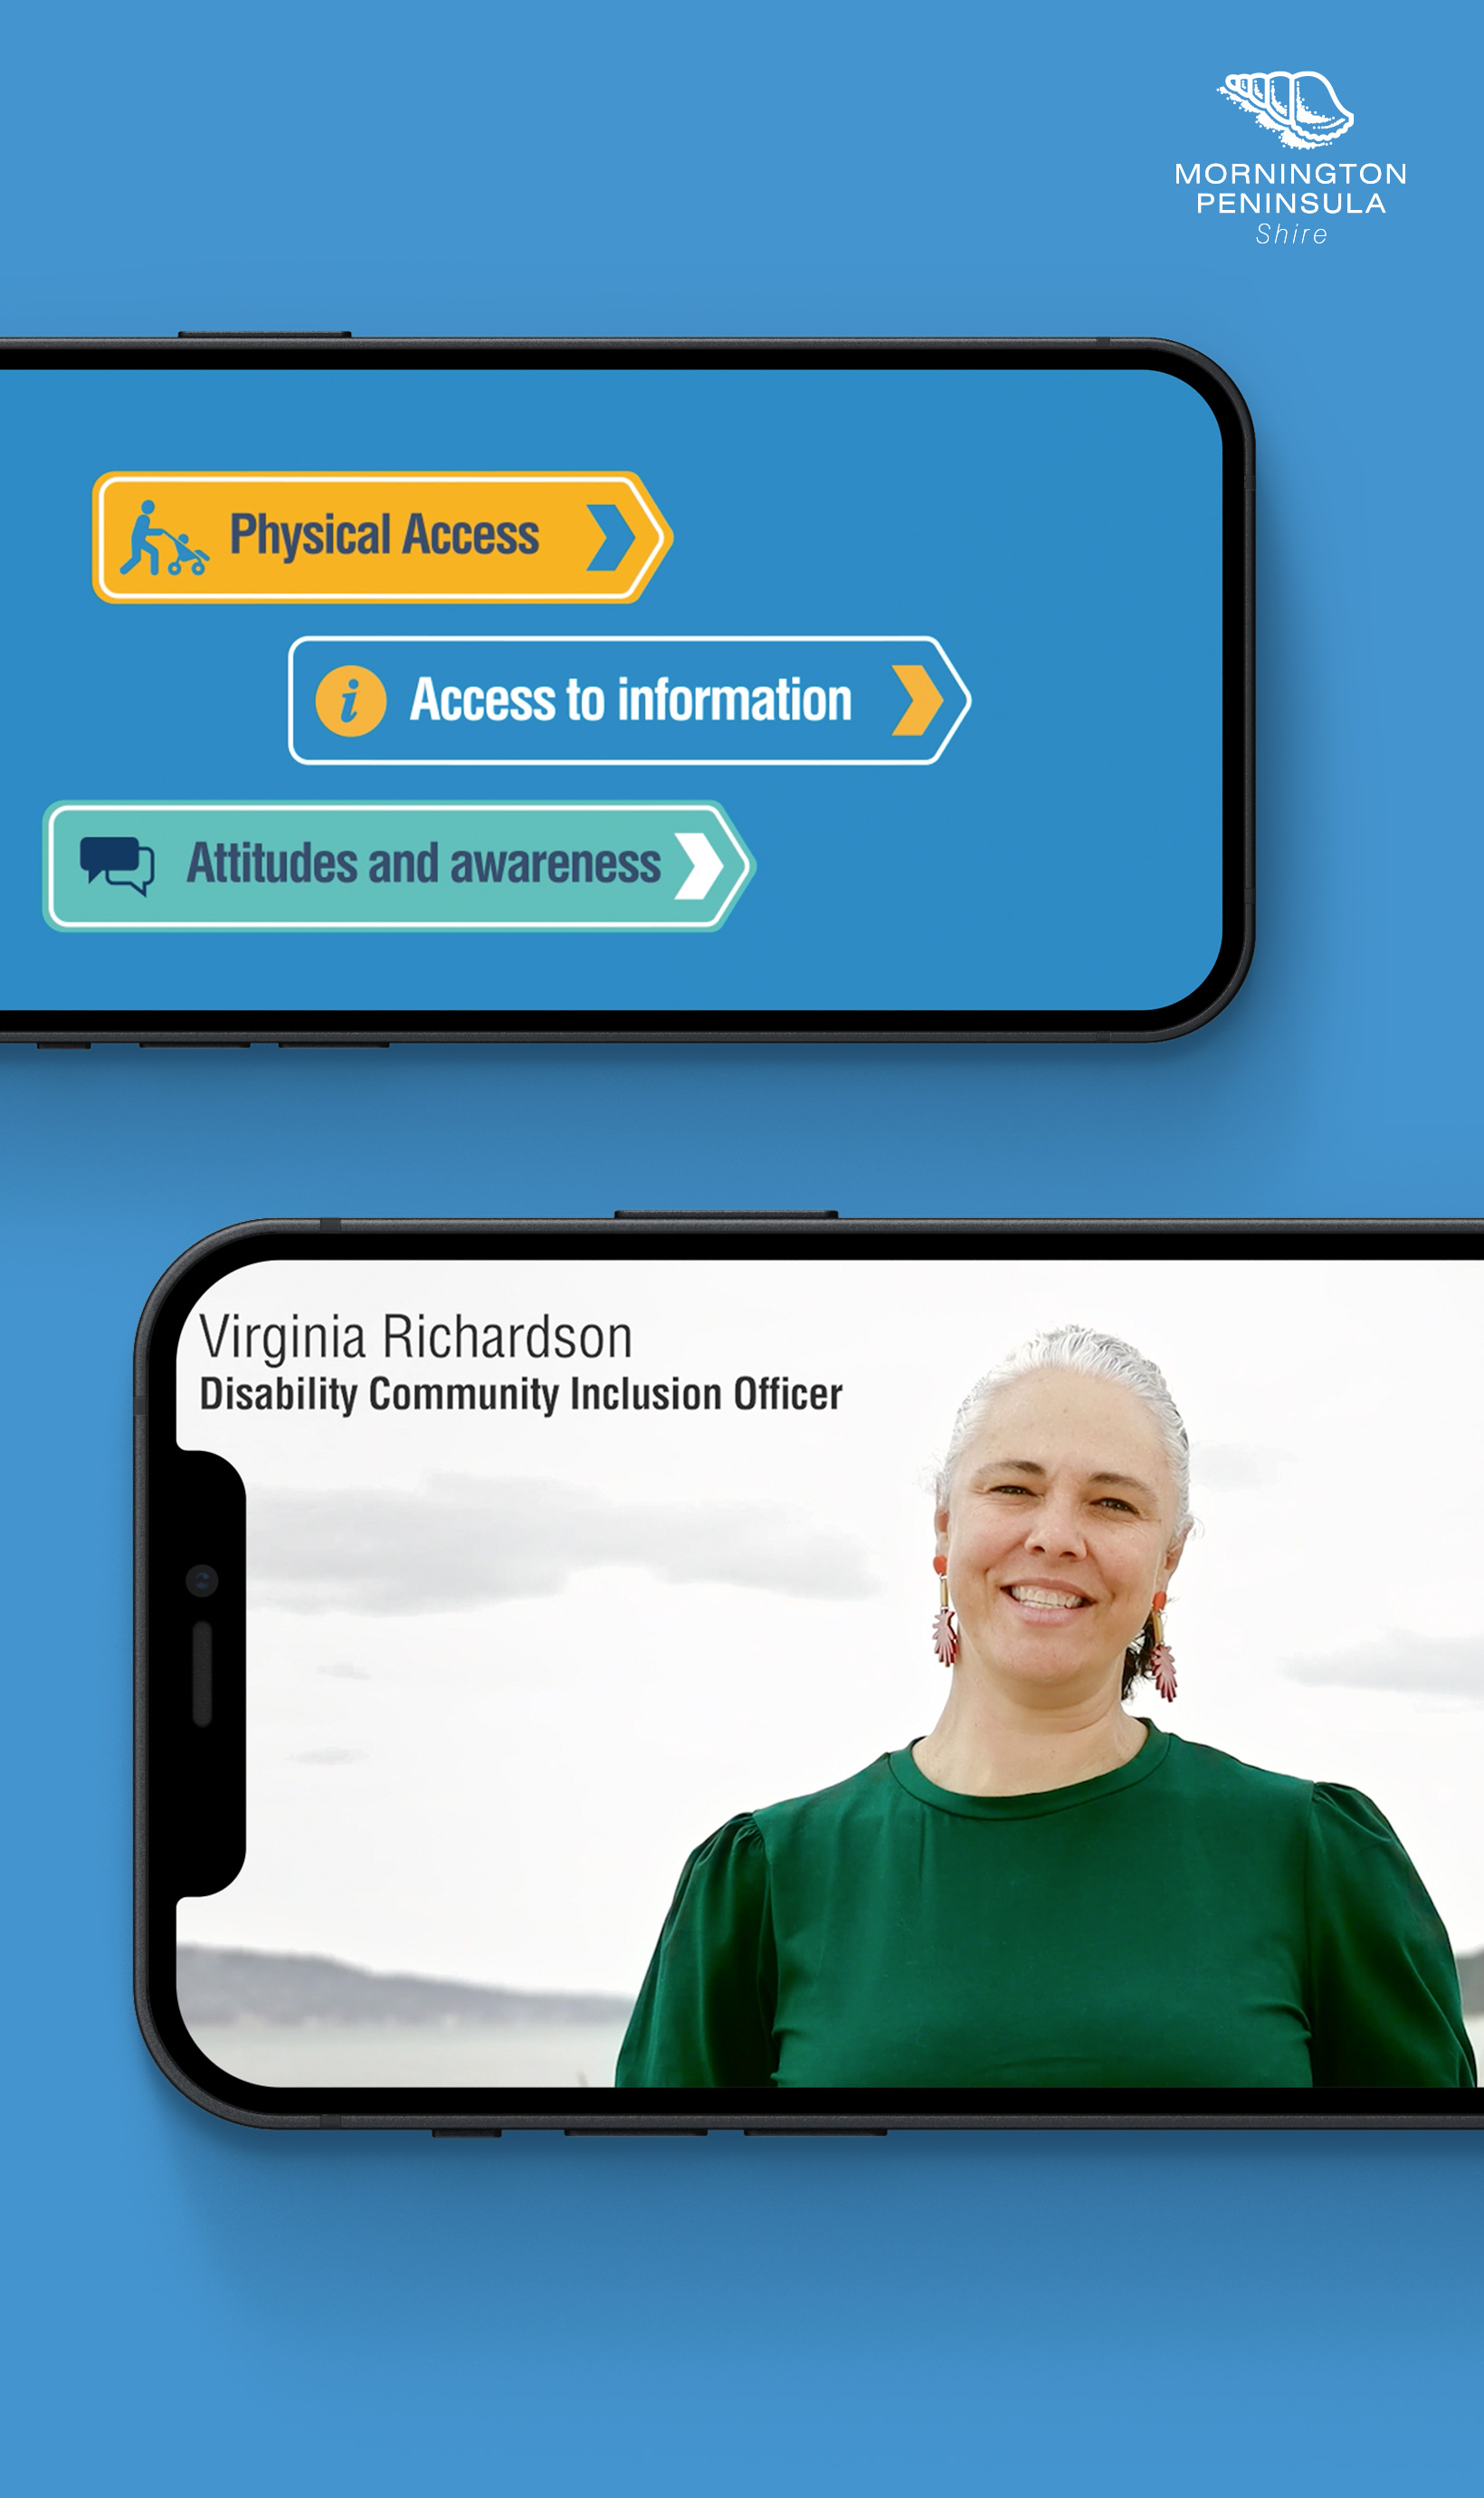 MORNINGTON
PENINSULA
Shire
Physical Access
i Access to information
Attitudes and awareness
Virginia Richardson
Disability Community Inclusion Officer